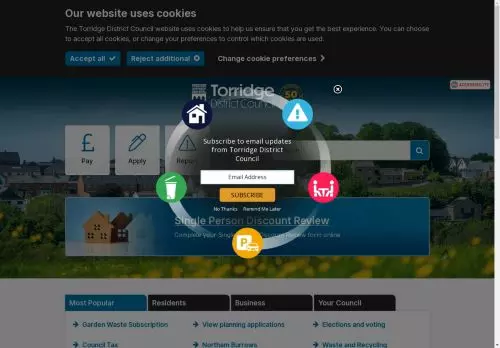 Our website uses cookies
The Torridge District Council website uses cookies to help us ensure that you get the best experience. You can choose
to accept all cookies, or change your preferences to control which cookies are used.
Accept all
Reject additional
Change cookie preferences
Torridge
District Council
50
ACCESSIBILITY
£
Pay
Apply
Subscribe to email updates
from Torridge District
Council
Email Address
SUBSCRIBE
No Thanks
Remind Me Later
P
Single Person Discount Review
Complete your Single Discount Review form online
Most Popular
Residents
Business
Your Council
Garden Waste Subscription
View planning applications
Elections and voting
Council Tax
Northam Burrows
Waste and Recycling